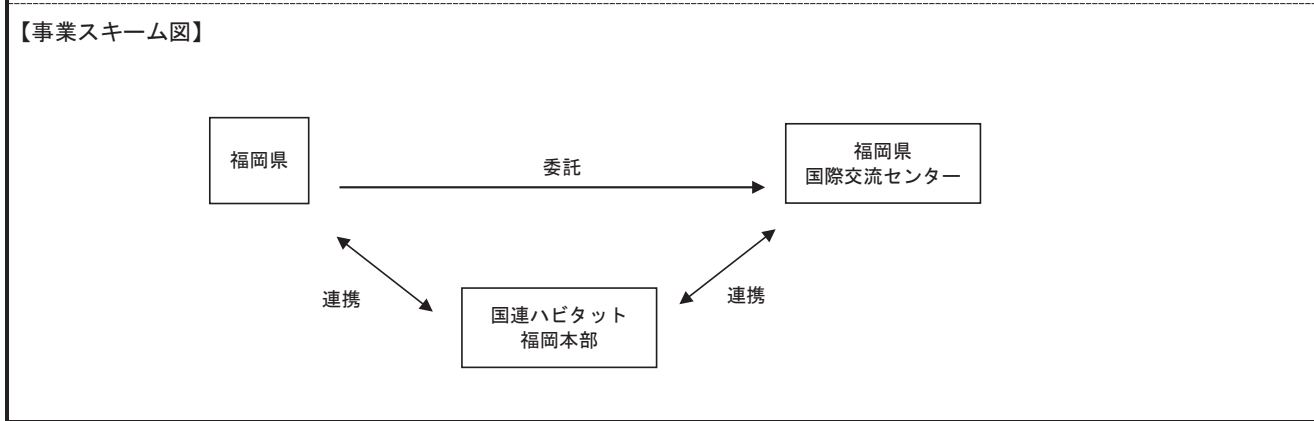 【事業スキーム図】
福岡県
委託
福岡県
国際交流センター
連携
連携
国連ハビタット
福岡本部